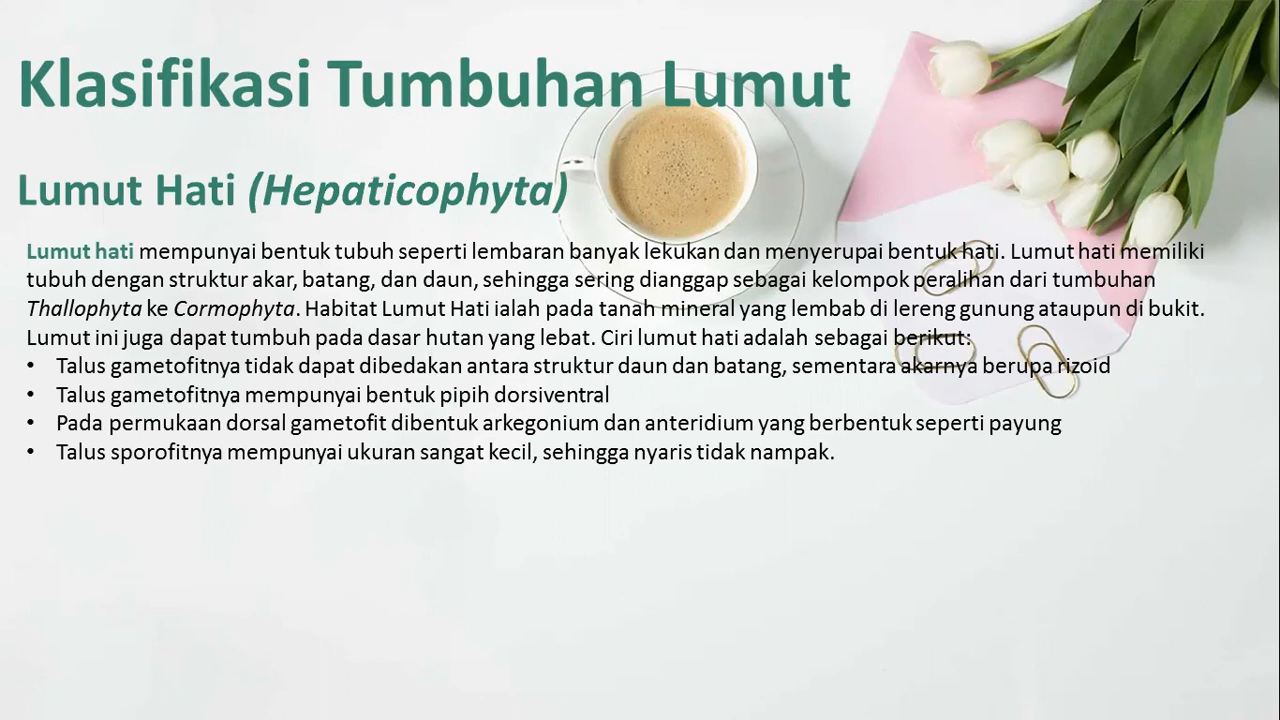 Klasifikasi Tumbuhan Lumut
Lumut Hati (Hepaticophyta)
Lumut hati mempunyai bentuk tubuh seperti lembaran banyak lekukan dan menyerupai bentuk hati. Lumut hati memiliki
tubuh dengan struktur akar, batang, dan daun, sehingga sering dianggap sebagai kelompok peralihan dari tumbuhan
Thallophyta ke Cormophyta. Habitat Lumut Hati ialah pada tanah mineral yang lembab di lereng gunung ataupun di bukit.
Lumut ini juga dapat tumbuh pada dasar hutan yang lebat. Ciri lumut hati adalah sebagai berikut:
• Talus gametofitnya tidak dapat dibedakan antara struktur daun dan batang, sementara akarnya berupa rizoid
• Talus gametofitnya mempunyai bentuk pipih dorsiventral
• Pada permukaan dorsal gametofit dibentuk arkegonium dan anteridium yang berbentuk seperti payung
• Talus sporofitnya mempunyai ukuran sangat kecil, sehingga nyaris tidak nampak.